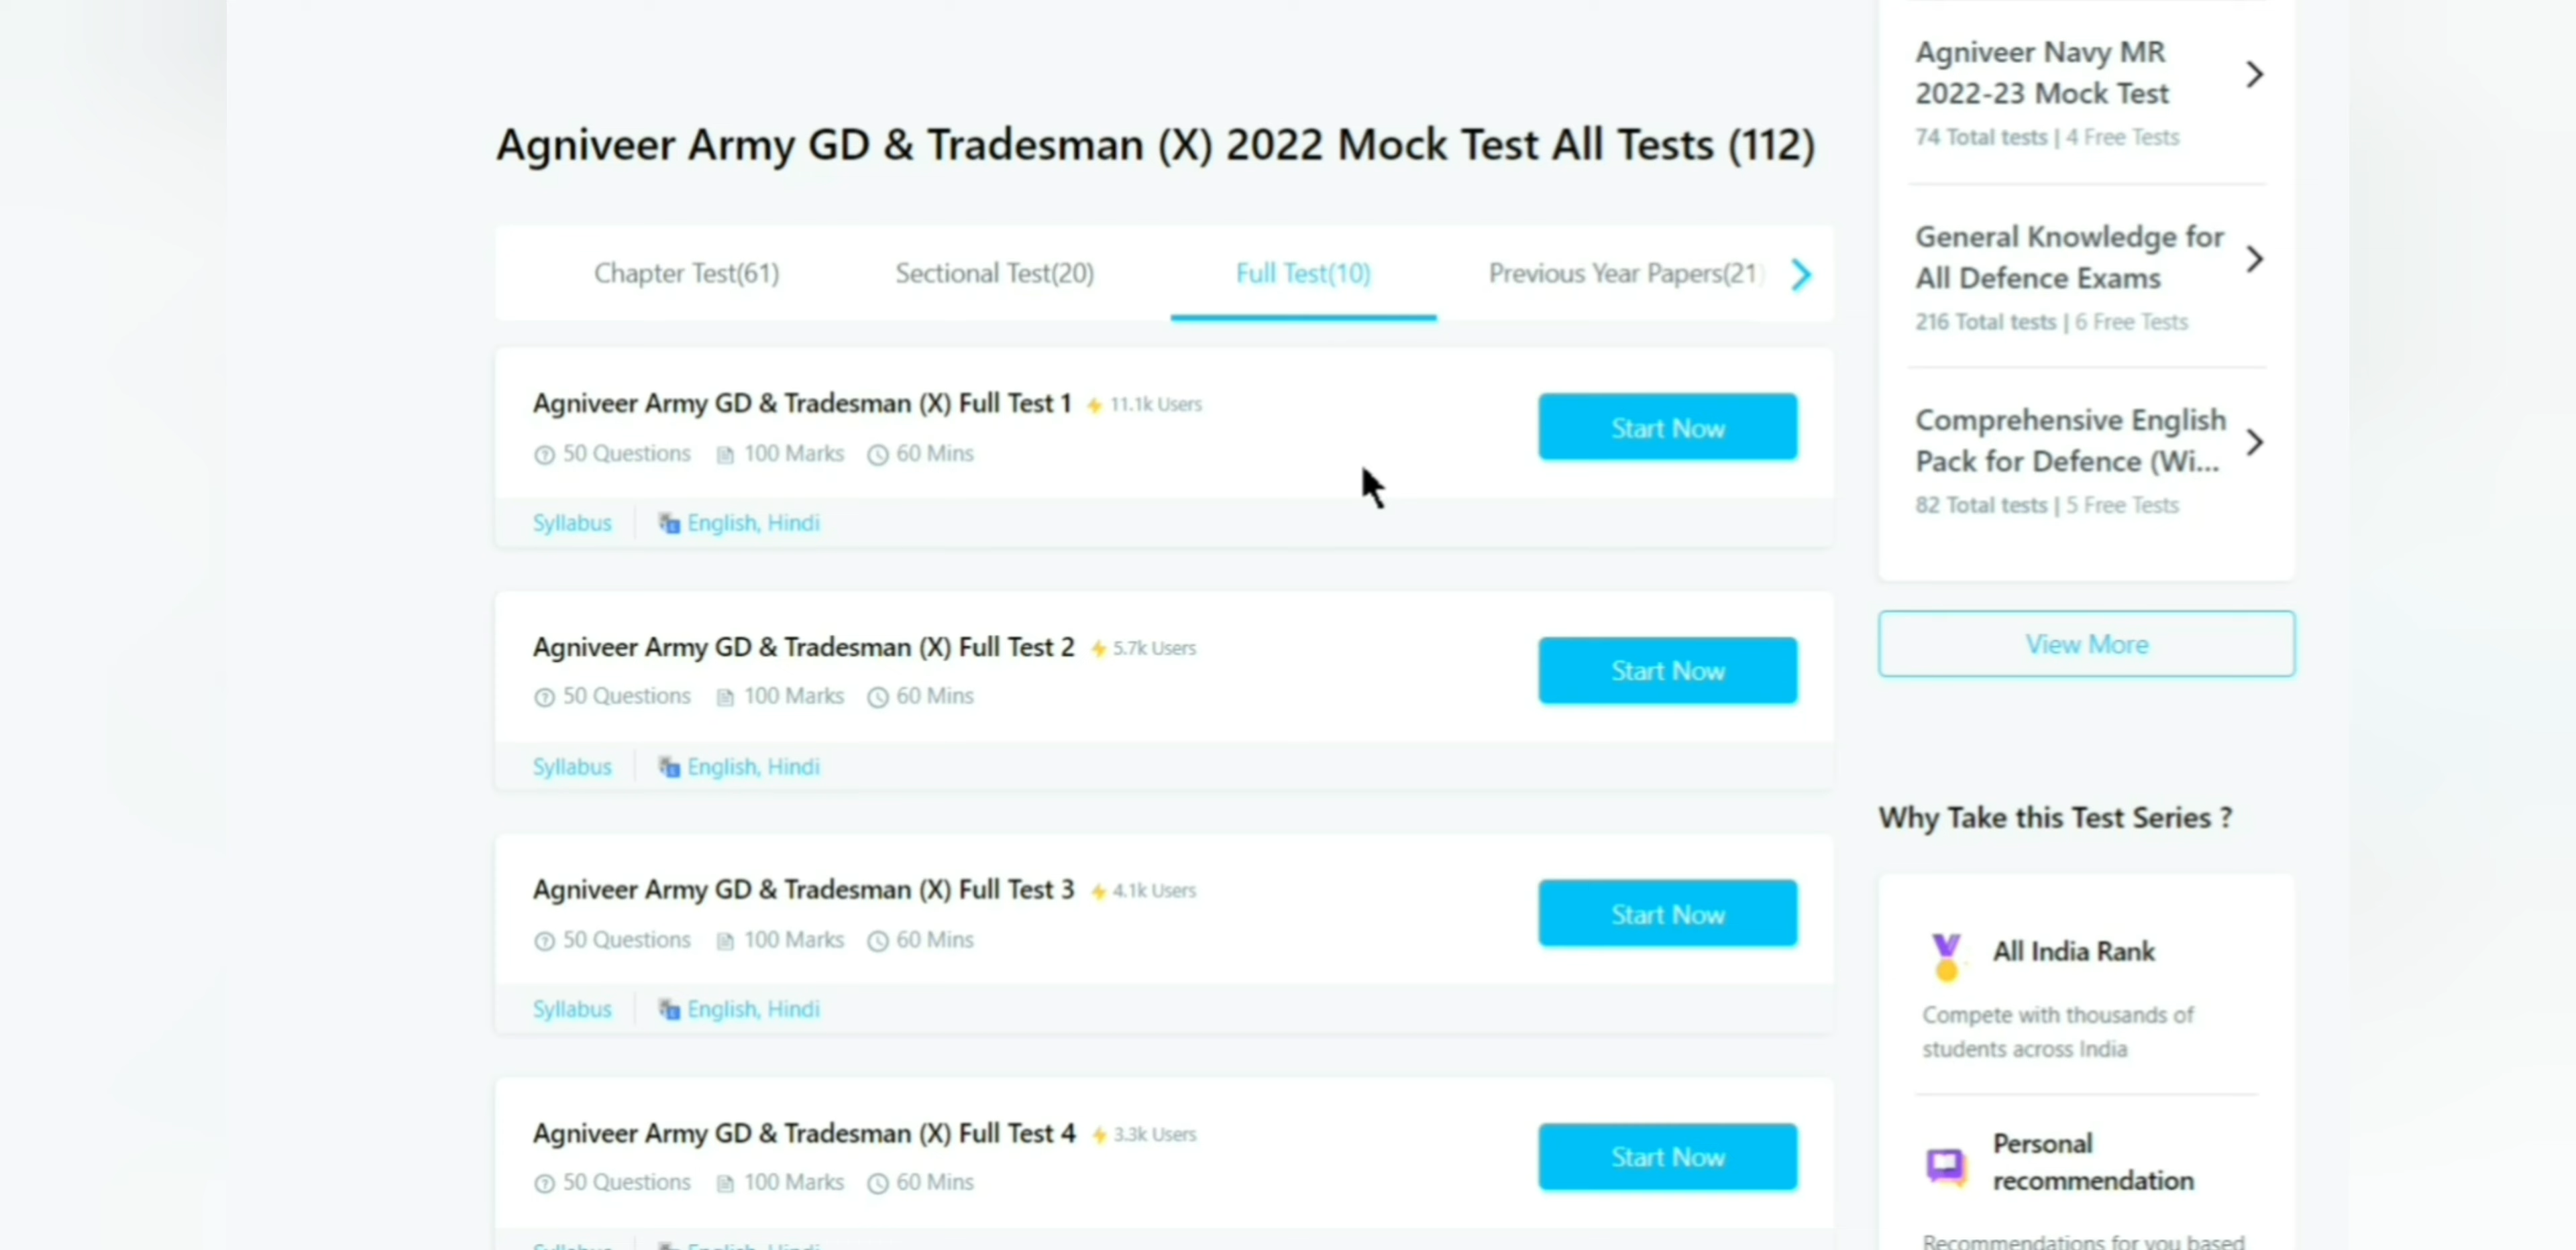 Agniveer Army GD & Tradesman (X) 2022 Mock Test All Tests (112)
Chapter Test(61)
Sectional Test(20)
Full Test(10)
Previous Year Papers(21)
Agniveer Army GD & Tradesman (X) Full Test 1
11.1k Users
50 Questions
100 Marks
60 Mins
Start Now
Syllabus
English, Hindi
Agniveer Army GD & Tradesman (X) Full Test 2
5.7k Users
50 Questions
100 Marks
60 Mins
Start Now
Syllabus
English, Hindi
Agniveer Army GD & Tradesman (X) Full Test 3
4.1k Users
50 Questions
100 Marks
60 Mins
Start Now
Syllabus
English, Hindi
Agniveer Army GD & Tradesman (X) Full Test 4
3.3k Users
50 Questions
100 Marks
60 Mins
Start Now
Syllabus
English, Hindi
Agniveer Navy MR
2022-23 Mock Test
74 Total tests | 4 Free Tests
General Knowledge for
All Defence Exams
216 Total tests | 6 Free Tests
Comprehensive English
Pack for Defence (Wi...
82 Total tests | 5 Free Tests
View More
Why Take this Test Series ?
All India Rank
Compete with thousands of
students across India
Personal
recommendation
Recommendations for you based